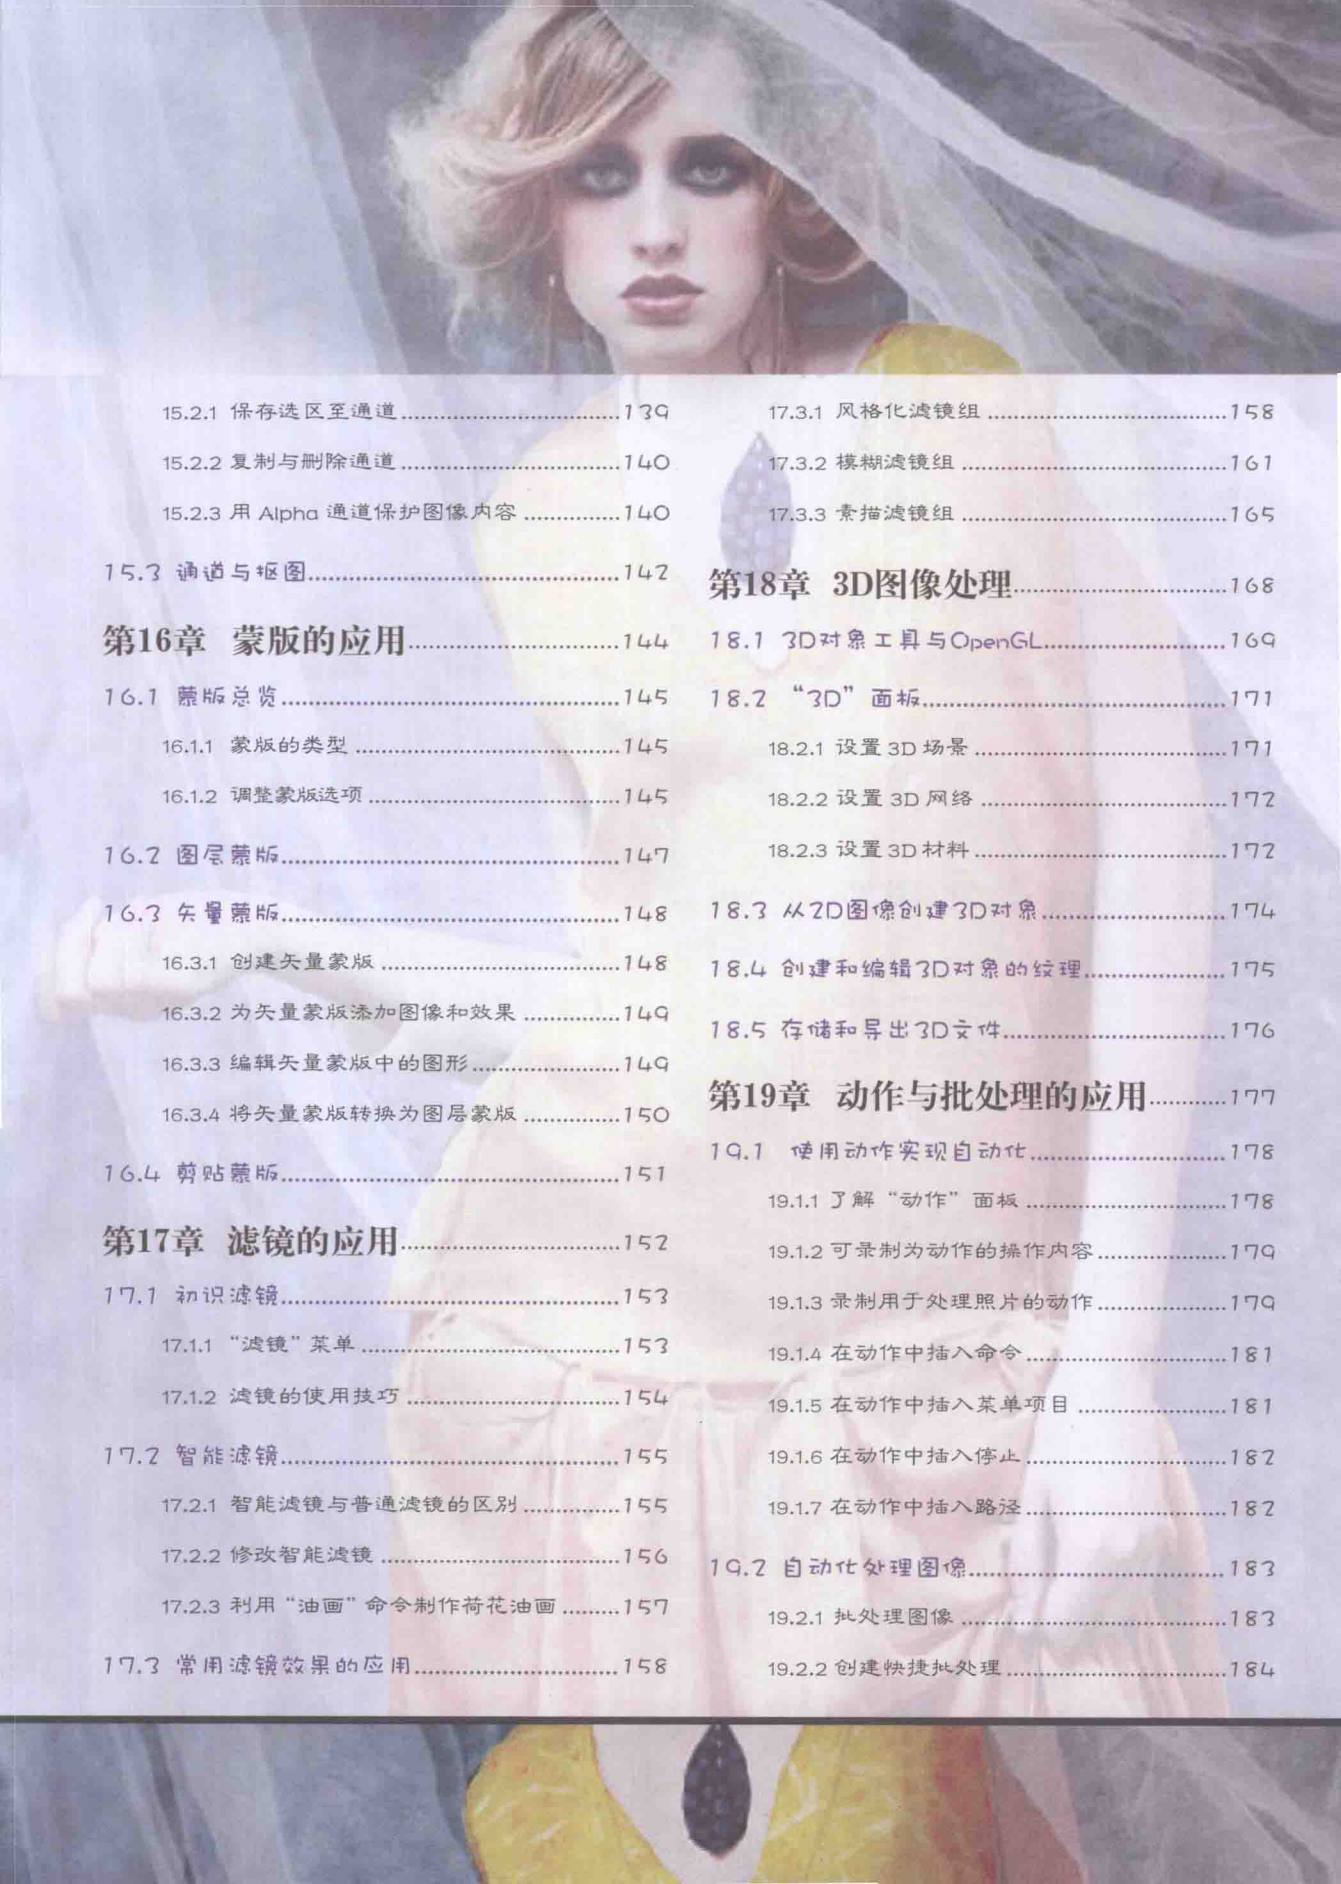 15.2.1 保存选区至通道 139
15.2.2 复制与删除通道 140
15.2.3 用 Alpha 通道保护图像内容 140
15.3 通道与抠图 142
第16章 蒙版的应用 144
16.1 蒙版总览 145
16.1.1 蒙版的类型 145
16.1.2 调整蒙版选项 145
16.2 图层蒙版 147
16.3 矢量蒙版 148
16.3.1 创建矢量蒙版 148
16.3.2 为矢量蒙版添加图像和效果 149
16.3.3 编辑矢量蒙版中的图形 149
16.3.4 将矢量蒙版转换为图层蒙版 150
16.4 剪贴蒙版 151
第17章 滤镜的应用 152
17.1 初识滤镜 153
17.1.1 “滤镜”菜单 153
17.1.2 滤镜的使用技巧 154
17.2 智能滤镜 155
17.2.1 智能滤镜与普通滤镜的区别 155
17.2.2 修改智能滤镜 156
17.2.3 利用“油画”命令制作荷花油画 157
17.3 常用滤镜效果的应用 158
17.3.1 风格化滤镜组 158
17.3.2 模糊滤镜组 161
17.3.3 素描滤镜组 165
第18章 3D图像处理 168
18.1 3D对象工具与OpenGL 169
18.2 “3D”面板 171
18.2.1 设置3D场景 171
18.2.2 设置3D网络 172
18.2.3 设置3D材料 172
18.3 从2D图像创建3D对象 174
18.4 创建和编辑3D对象的纹理 175
18.5 存储和导出3D文件 176
第19章 动作与批处理的应用 177
19.1 使用动作实现自动化 178
19.1.1 了解“动作”面板 178
19.1.2 可录制为动作的操作内容 179
19.1.3 录制用于处理照片的动作 179
19.1.4 在动作中插入命令 181
19.1.5 在动作中插入菜单项目 181
19.1.6 在动作中插入停止 182
19.1.7 在动作中插入路径 182
19.2 自动化处理图像 183
19.2.1 批处理图像 183
19.2.2 创建快捷批处理 184